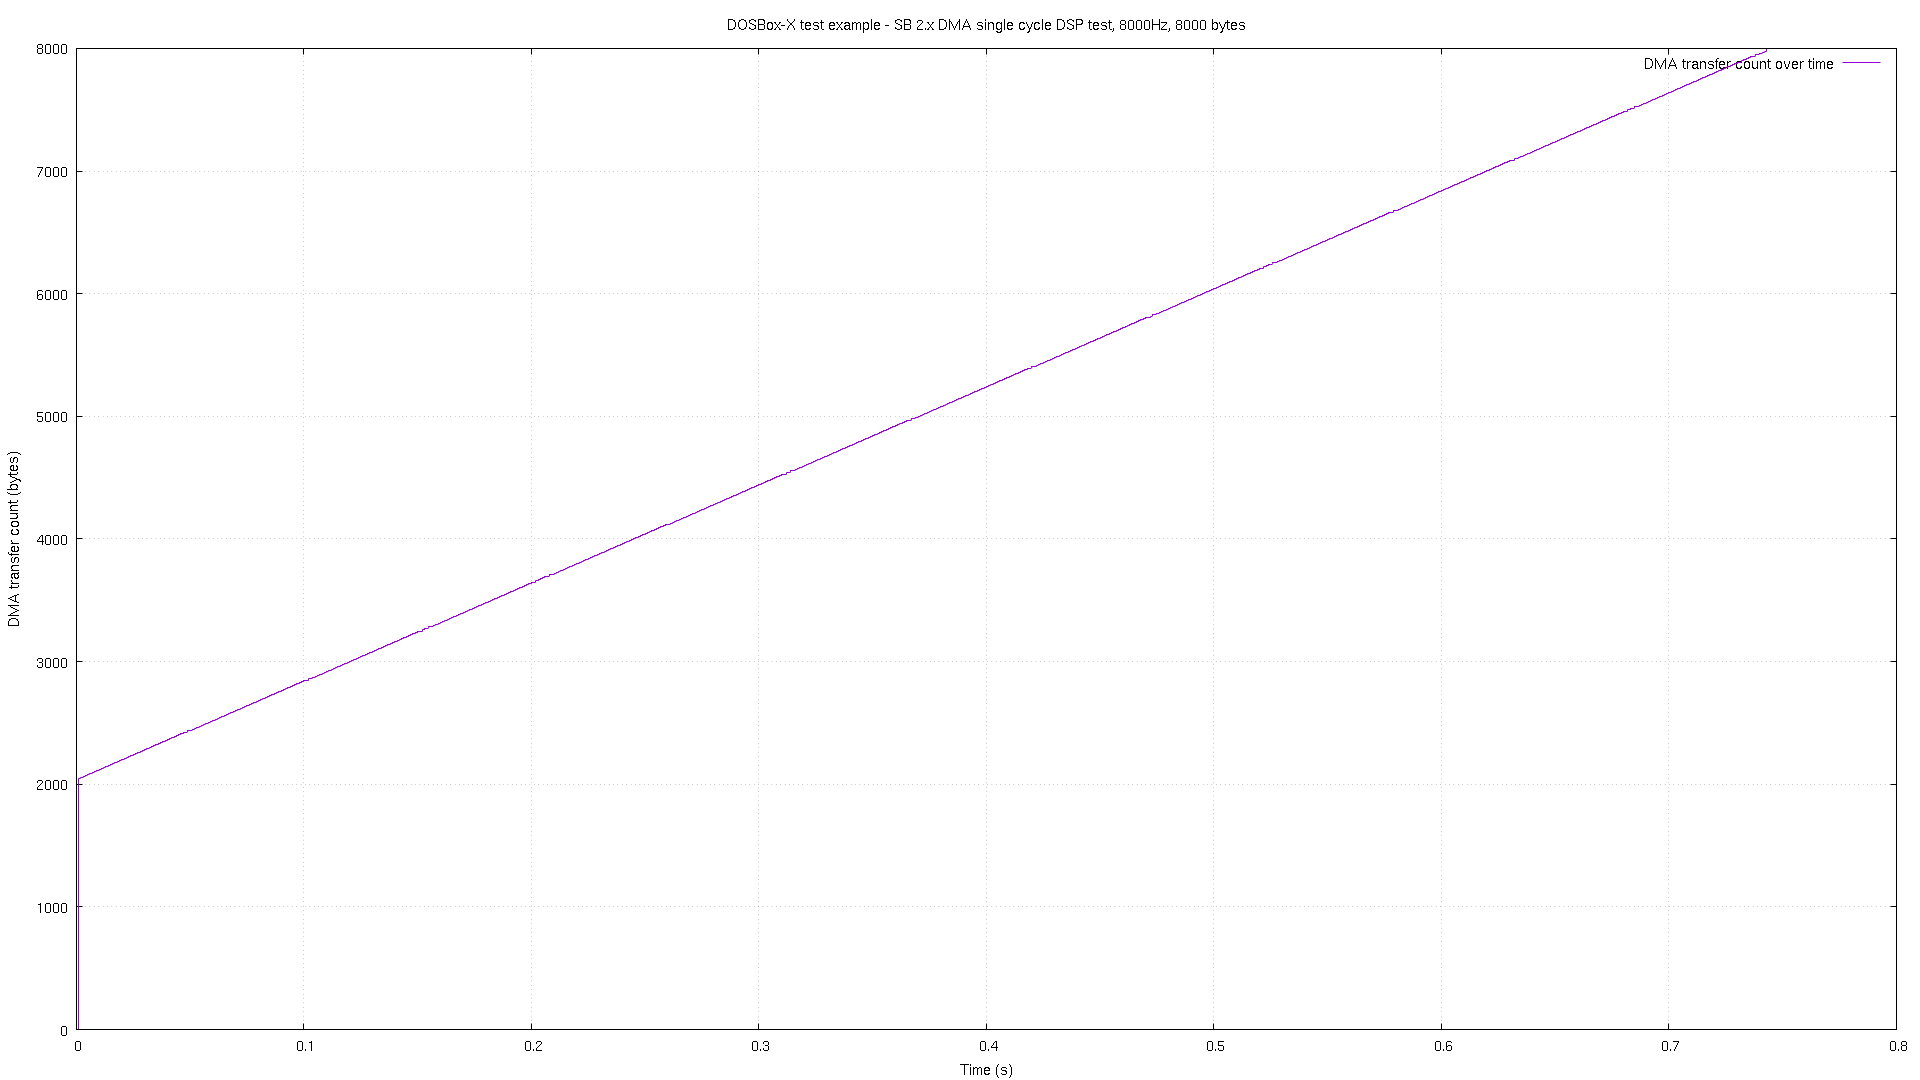 DOSBox-X test example - SB 2.x DMA single cycle DSP test, 8000Hz, 8000 bytes
DMA transfer count over time
DMA transfer count (bytes)
8000
7000
6000
5000
4000
3000
2000
1000
0
0 0.1 0.2 0.3 0.4 0.5 0.6 0.7 0.8
Time (s)